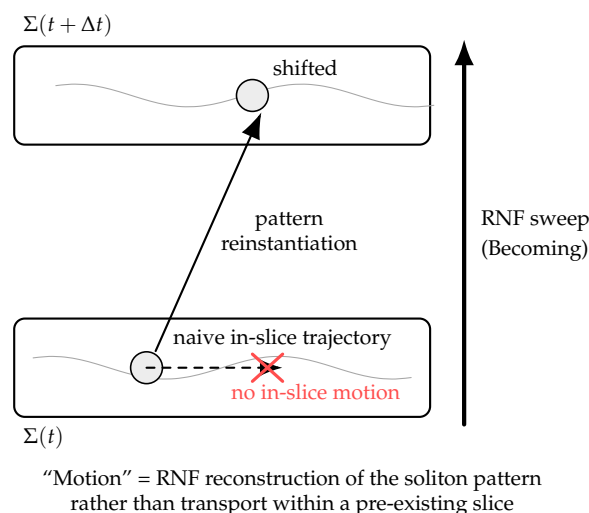 Σ(t + Δt)
shifted
pattern
reinstantiation
RNF sweep
(Becoming)
naive in-slice trajectory
no in-slice motion
Σ(t)
“Motion” = RNF reconstruction of the soliton pattern
rather than transport within a pre-existing slice